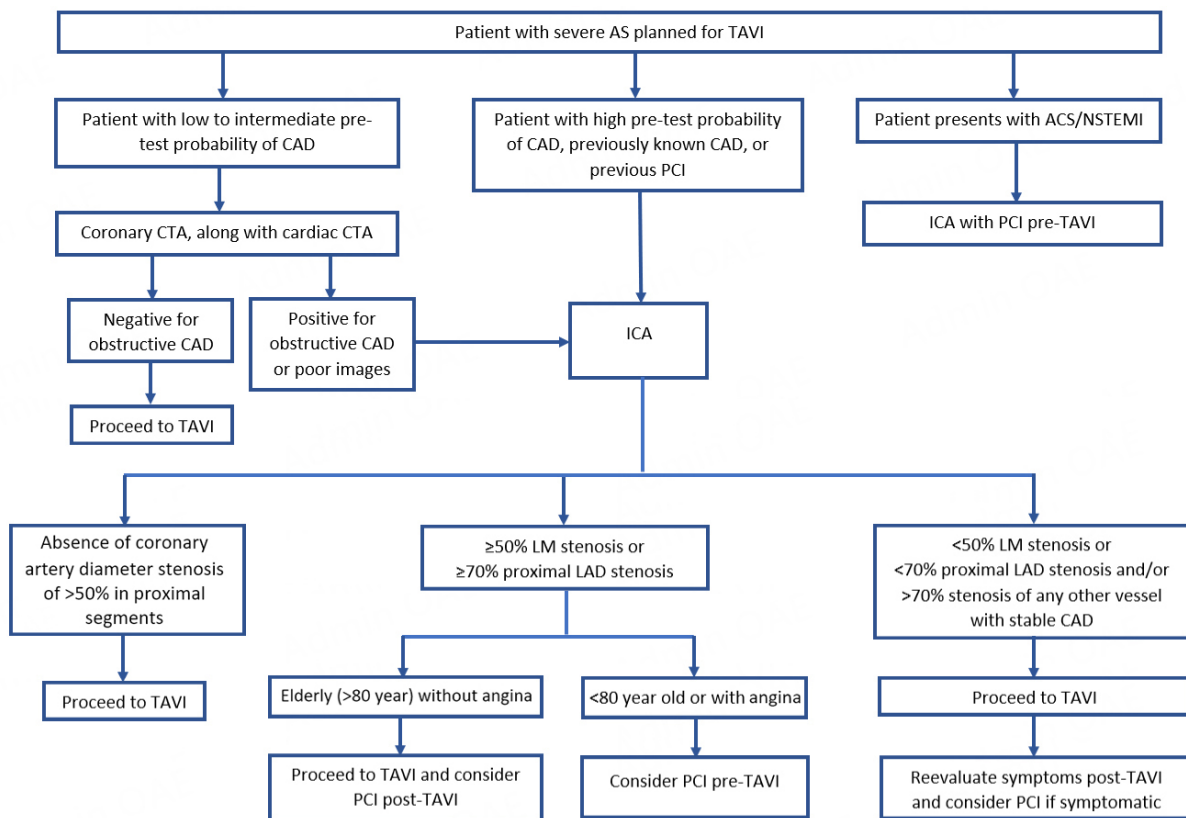 Patient with severe AS planned for TAVI
Patient with low to intermediate pre-
test probability of CAD
Patient with high pre-test probability
of CAD, previously known CAD, or
previous PCI
Patient presents with ACS/NSTEMI
Coronary CTA, along with cardiac CTA
ICA with PCI pre-TAVI
Negative for
obstructive CAD
Positive for
obstructive CAD
or poor images
ICA
Proceed to TAVI
Absence of coronary
artery diameter stenosis
of >50% in proximal
segments
≥50% LM stenosis or
≥70% proximal LAD stenosis
<50% LM stenosis or
<70% proximal LAD stenosis and/or
>70% stenosis of any other vessel
with stable CAD
Proceed to TAVI
Elderly (>80 year) without angina
<80 year old or with angina
Proceed to TAVI
Proceed to TAVI and consider
PCI post-TAVI
Consider PCI pre-TAVI
Reevaluate symptoms post-TAVI
and consider PCI if symptomatic